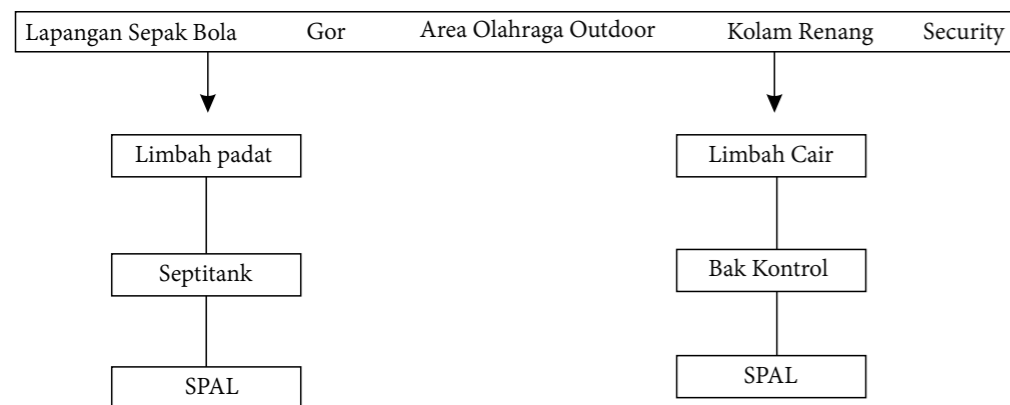 Lapangan Sepak Bola Gor Area Olahraga Outdoor Kolam Renang Security
Limbah padat Limbah Cair
Septitank Bak Kontrol
SPAL SPAL